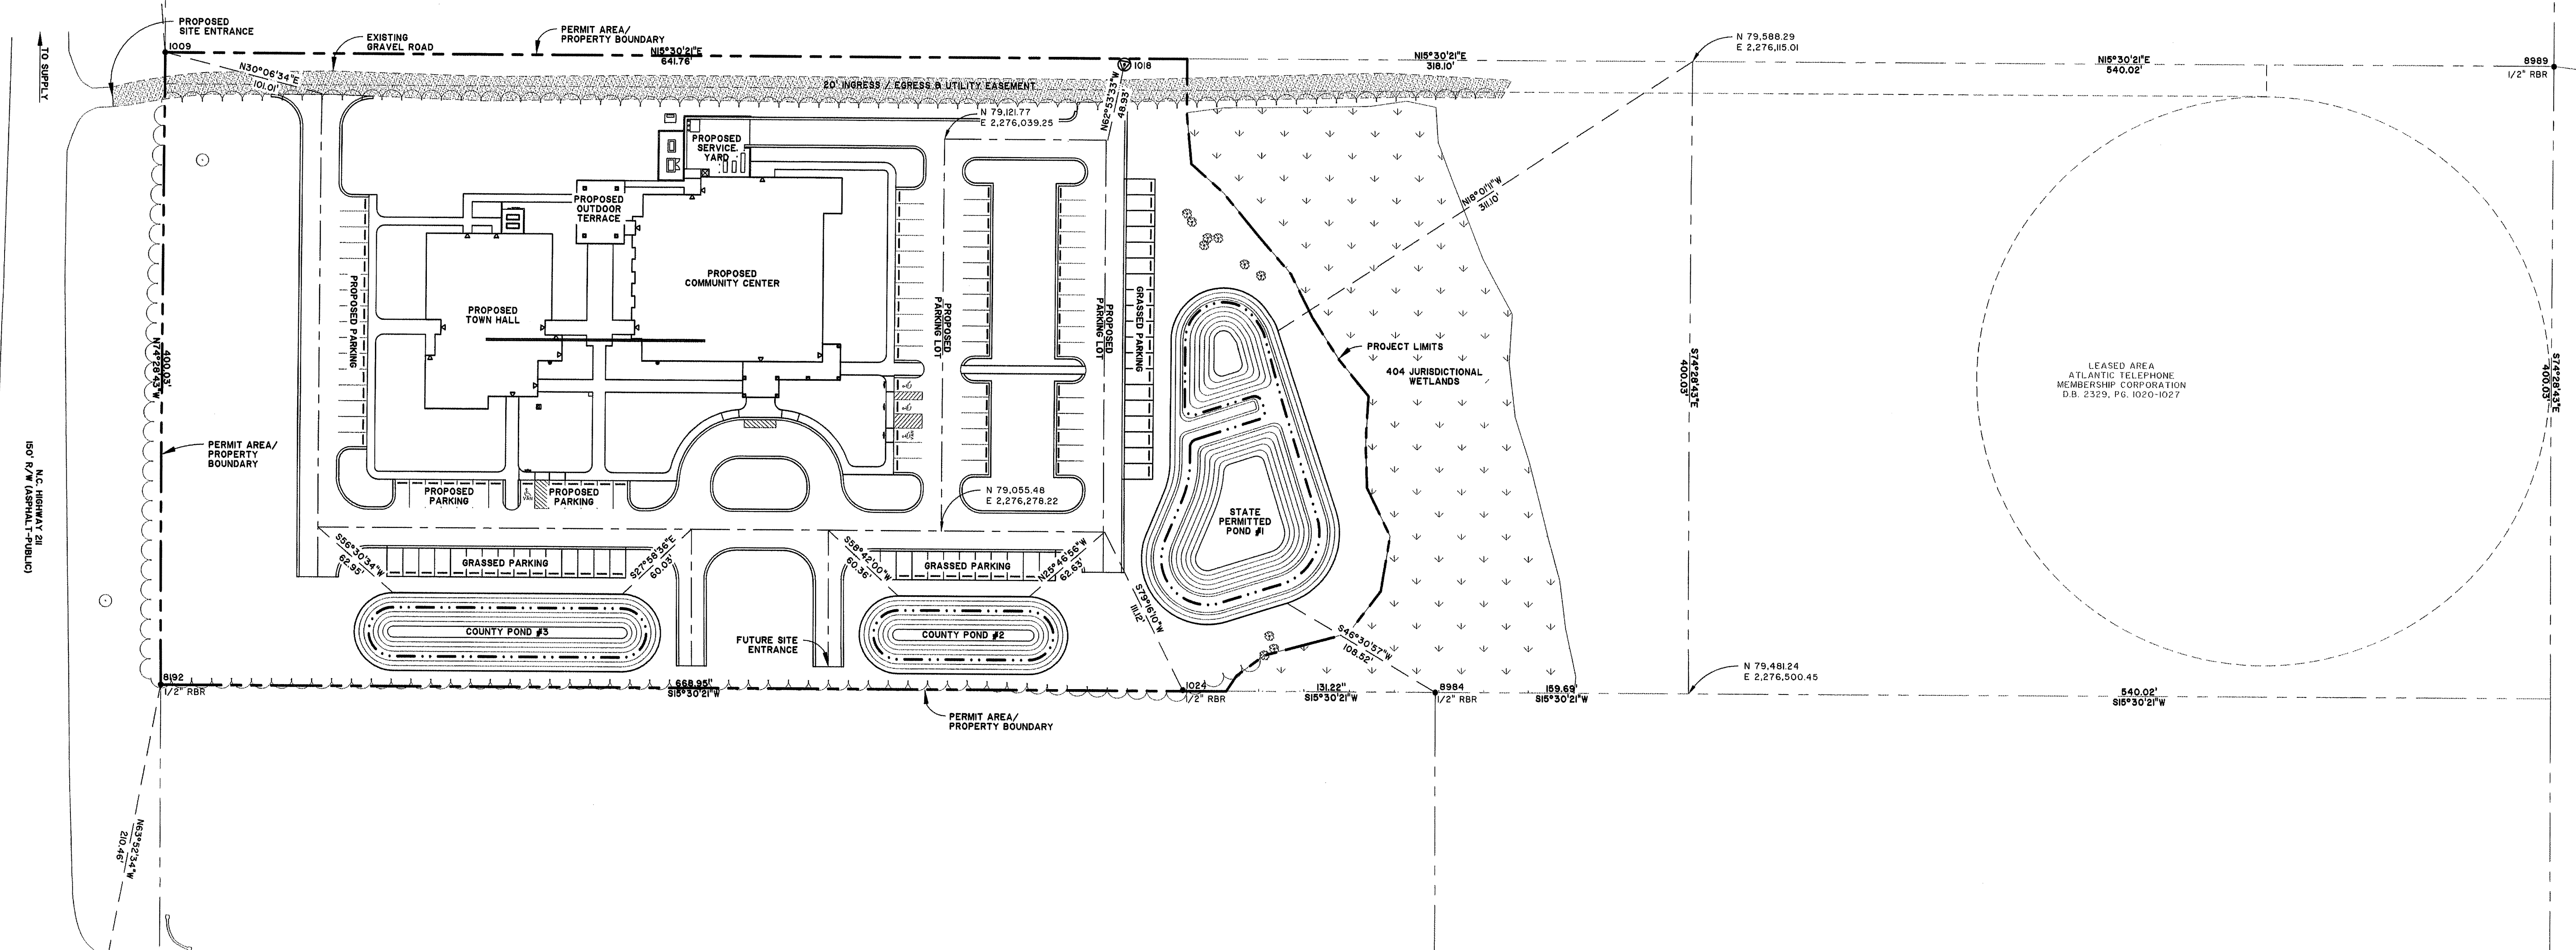 PROPOSED
SITE ENTRANCE
1009
EXISTING
GRAVEL ROAD
PERMIT AREA/
PROPERTY BOUNDARY
N15°30'21"E
641.76'
N30°06'34"E
101.01'
TO SUPPLY
20' INGRESS / EGRESS & UTILITY EASEMENT
1018
N62°53'33"W
48.93'
N 79,121.77
E 2,276,039.25
N15°30'21"E
318.10'
N 79,588.29
E 2,276,115.01
N15°30'21"E
540.02'
8989
1/2" RBR
PROPOSED
SERVICE
YARD
PROPOSED
OUTDOOR
TERRACE
PROPOSED
COMMUNITY CENTER
PROPOSED
TOWN HALL
PROPOSED PARKING
PROPOSED
PARKING LOT
PROPOSED
PARKING LOT
GRASSED PARKING
N18°01'11"W
311.10'
PROJECT LIMITS
404 JURISDICTIONAL
WETLANDS
S74°28'43"E
400.03'
LEASED AREA
ATLANTIC TELEPHONE
MEMBERSHIP CORPORATION
D.B. 2329, PG. 1020-1027
S74°28'43"E
400.03'
400.03'
N74°28'43"W
PERMIT AREA/
PROPERTY
BOUNDARY
N.C. HIGHWAY 211
150' R/W (ASPHALT-PUBLIC)
PROPOSED
PARKING
VAN
PROPOSED
PARKING
N 79,055.48
E 2,276,278.22
STATE
PERMITTED
POND #1
S56°30'34"W
62.95'
GRASSED PARKING
S27°58'36"E
60.03'
S58°42'00"W
60.36'
GRASSED PARKING
N25°46'56"W
62.63'
S79°16'10"W
111.12'
COUNTY POND #3
FUTURE SITE
ENTRANCE
COUNTY POND #2
S46°30'57"W
108.52'
8192
1/2" RBR
668.95'
S15°30'21"W
1024
1/2" RBR
131.22'
S15°30'21"W
8984
1/2" RBR
159.69'
S15°30'21"W
N 79,481.24
E 2,276,500.45
540.02'
S15°30'21"W
PERMIT AREA/
PROPERTY BOUNDARY
N63°52'34"W
210.46'